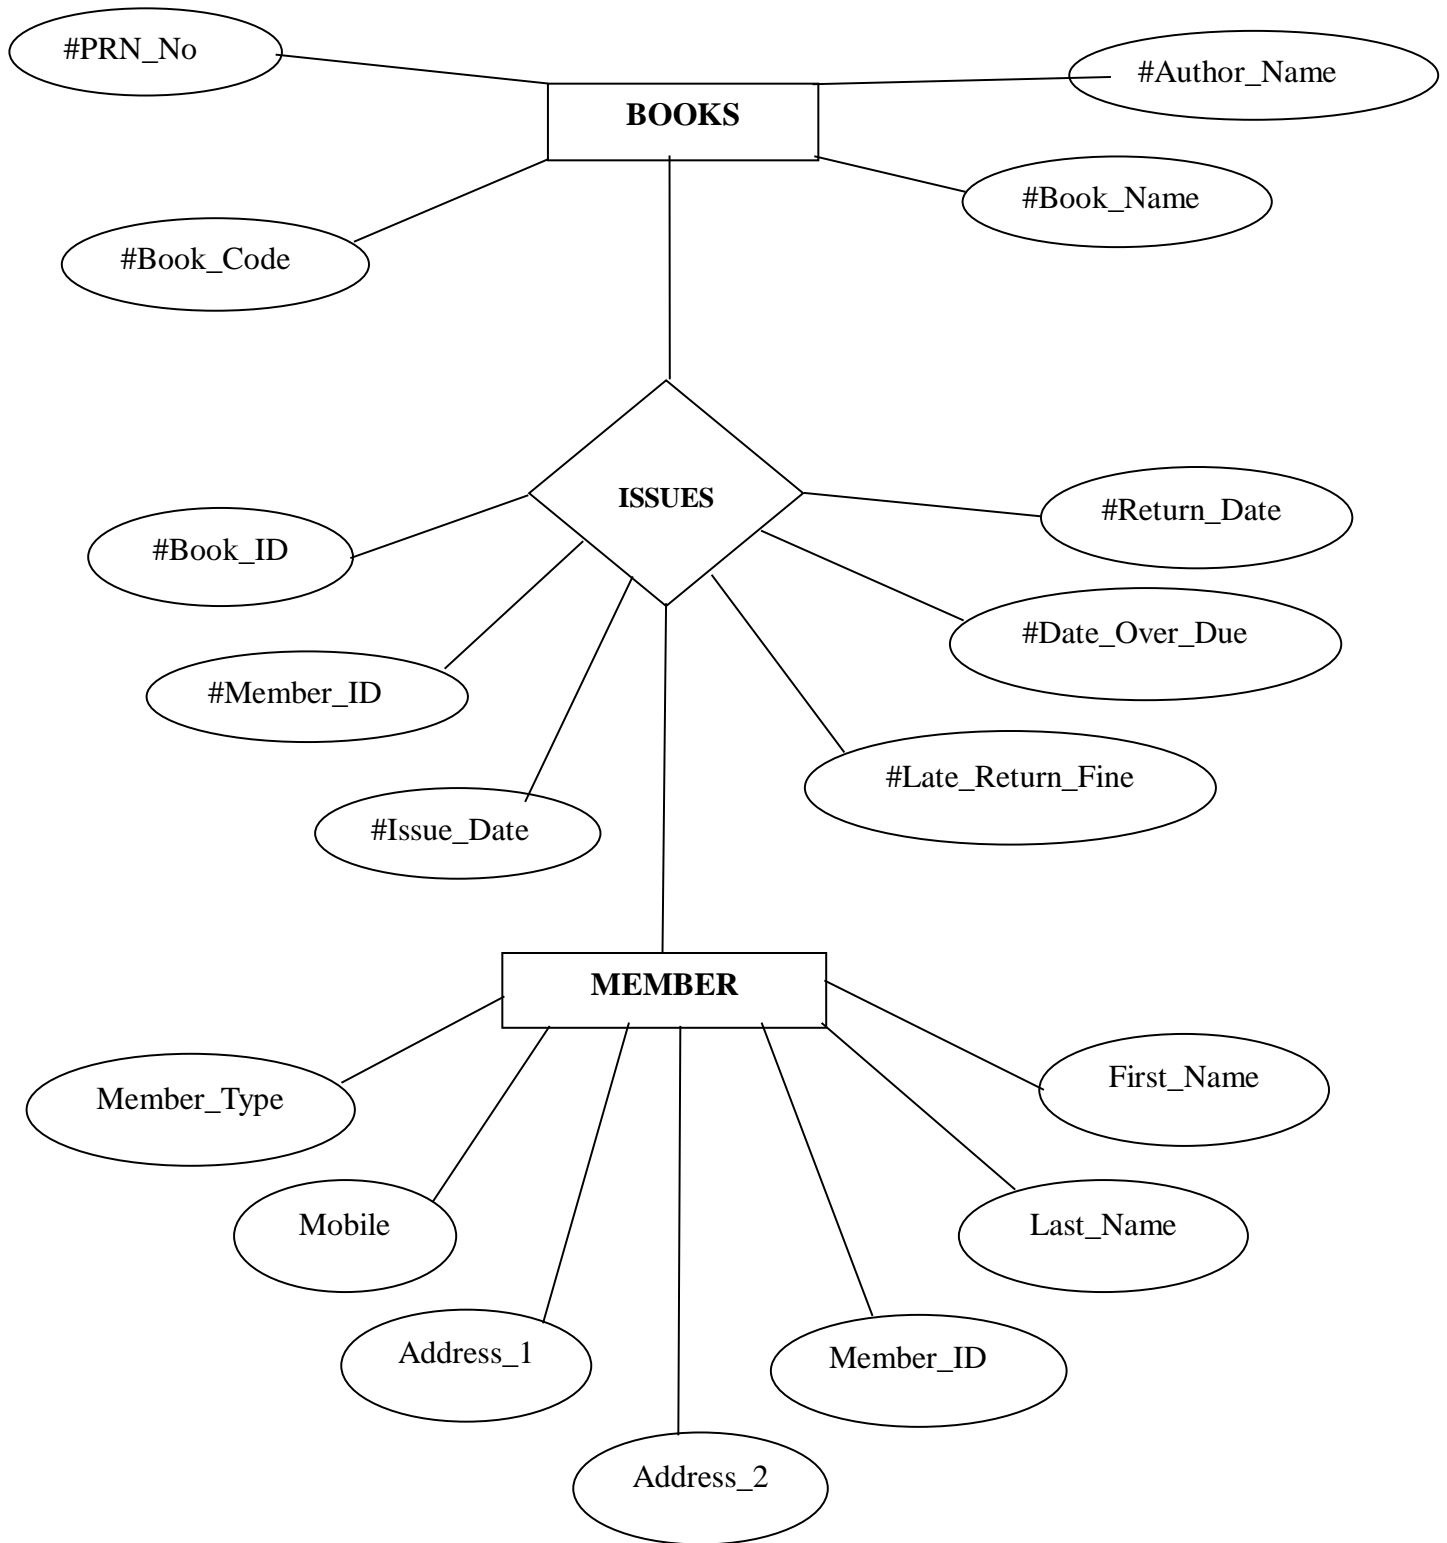 #PRN_No
#Author_Name
BOOKS
#Book_Name
#Book_Code
ISSUES
#Return_Date
#Book_ID
#Date_Over_Due
#Member_ID
#Late_Return_Fine
#Issue_Date
MEMBER
First_Name
Member_Type
Mobile
Last_Name
Address_1
Member_ID
Address_2